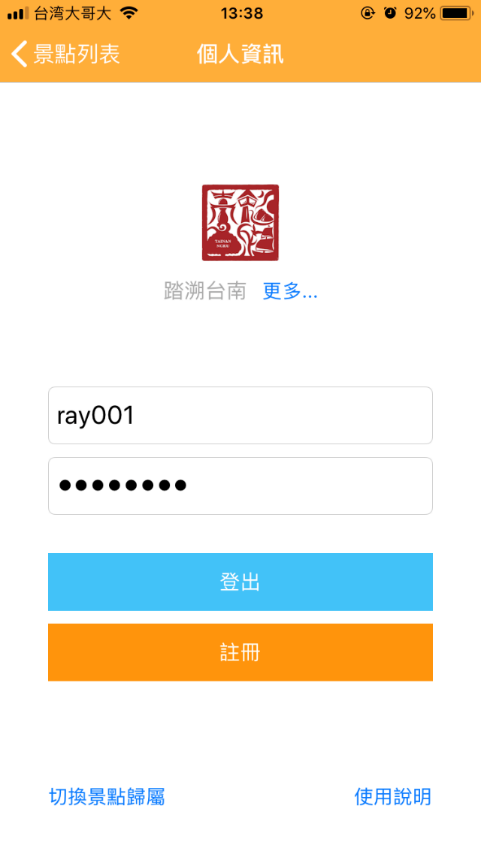 台湾大哥大 13:38 92%
景點列表 個人資訊
TAINAN
踏溯台南 更多...
ray001
登出
註冊
切換景點歸屬 使用說明